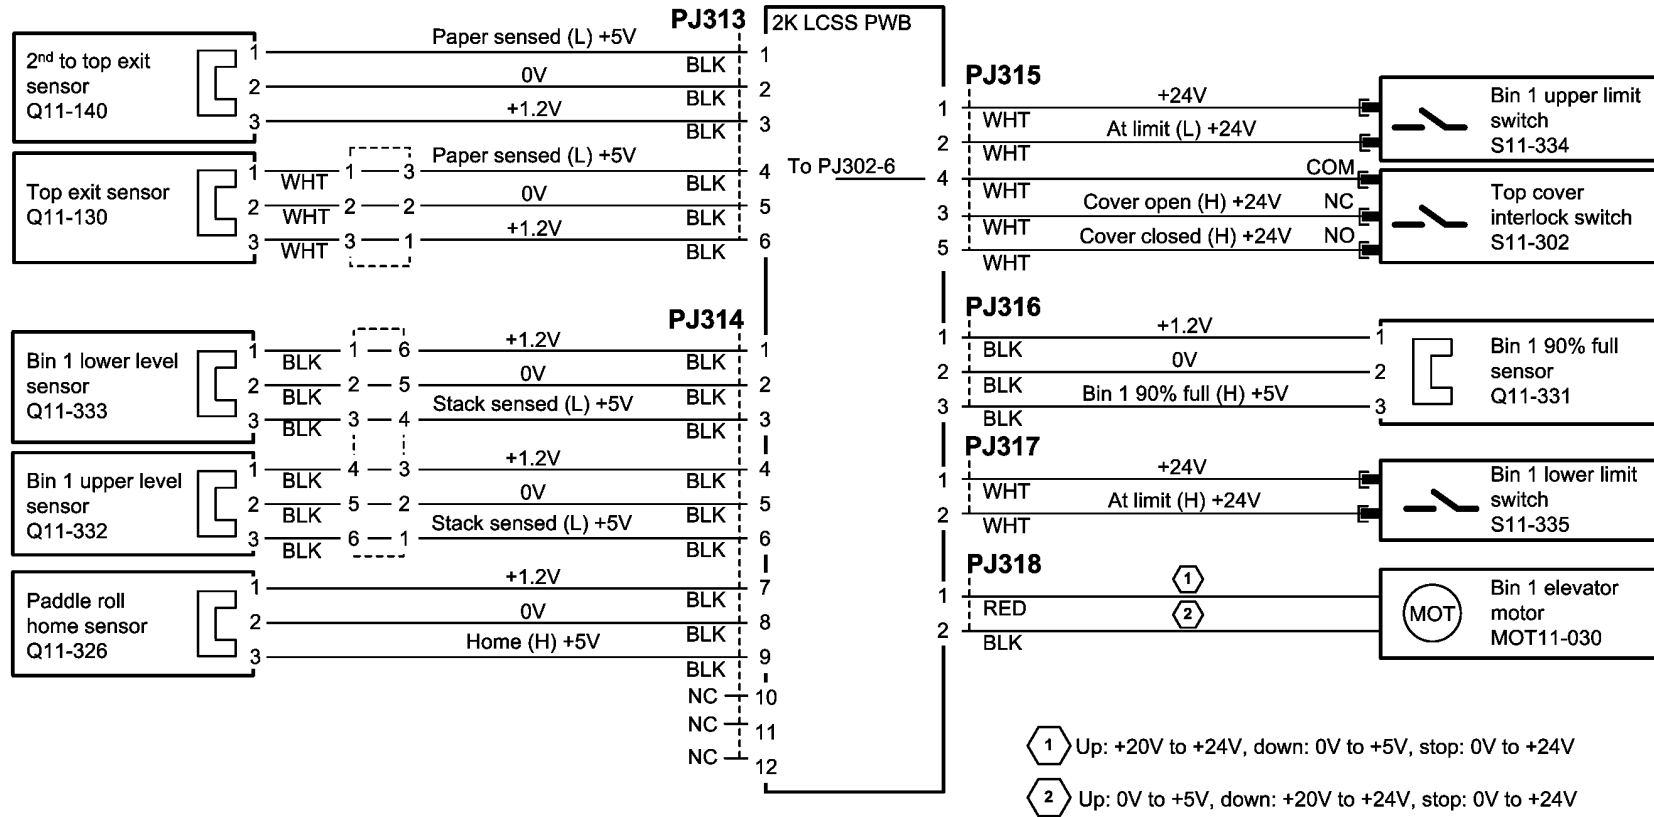 PJ313
2K LCSS PWB
2nd to top exit
sensor
Q11-140
1 Paper sensed (L) +5V BLK 1
2 0V BLK 2
3 +1.2V BLK 3
Top exit sensor
Q11-130
1 WHT 1 3 Paper sensed (L) +5V BLK 4
2 WHT 2 2 0V BLK 5
3 WHT 3 1 +1.2V BLK 6
To PJ302-6
PJ314
Bin 1 lower level
sensor
Q11-333
1 BLK 1 6 +1.2V BLK 1
2 BLK 2 5 0V BLK 2
3 BLK 3 4 Stack sensed (L) +5V BLK 3
Bin 1 upper level
sensor
Q11-332
1 BLK 4 3 +1.2V BLK 4
2 BLK 5 2 0V BLK 5
3 BLK 6 1 Stack sensed (L) +5V BLK 6
Paddle roll
home sensor
Q11-326
1 +1.2V BLK 7
2 0V BLK 8
3 Home (H) +5V BLK 9
NC 10
NC 11
NC 12
PJ315
1 WHT +24V
2 WHT At limit (L) +24V
Bin 1 upper limit
switch
S11-334
4 WHT COM
3 WHT Cover open (H) +24V NC
5 WHT Cover closed (H) +24V NO
Top cover
interlock switch
S11-302
PJ316
1 BLK +1.2V 1
2 BLK 0V 2
3 BLK Bin 1 90% full (H) +5V 3
Bin 1 90% full
sensor
Q11-331
PJ317
1 WHT +24V
2 WHT At limit (H) +24V
Bin 1 lower limit
switch
S11-335
PJ318
1 RED 1
2 BLK 2
MOT
Bin 1 elevator
motor
MOT11-030
1 Up: +20V to +24V, down: 0V to +5V, stop: 0V to +24V
2 Up: 0V to +5V, down: +20V to +24V, stop: 0V to +24V